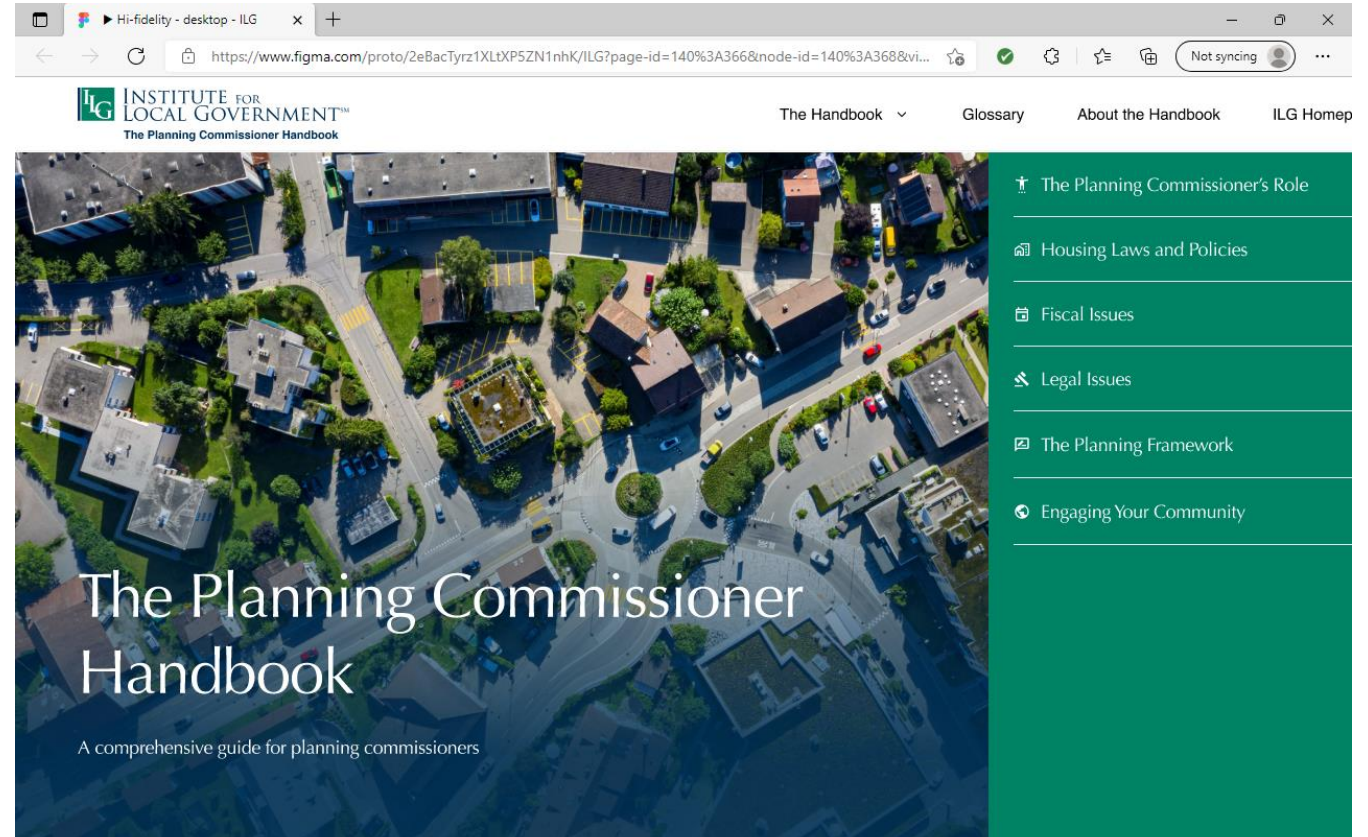 Hi-fidelity - desktop - ILG
https://www.figma.com/proto/2eBacTyrz1XLtXP5ZN1nhK/ILG?page-id=140%3A366&node-id=140%3A368&vi...
Not syncing
ILG
INSTITUTE FOR
LOCAL GOVERNMENT℠
The Planning Commissioner Handbook
The Handbook
Glossary
About the Handbook
ILG Homep
The Planning Commissioner's Role
Housing Laws and Policies
Fiscal Issues
Legal Issues
The Planning Framework
Engaging Your Community
The Planning Commissioner
Handbook
A comprehensive guide for planning commissioners